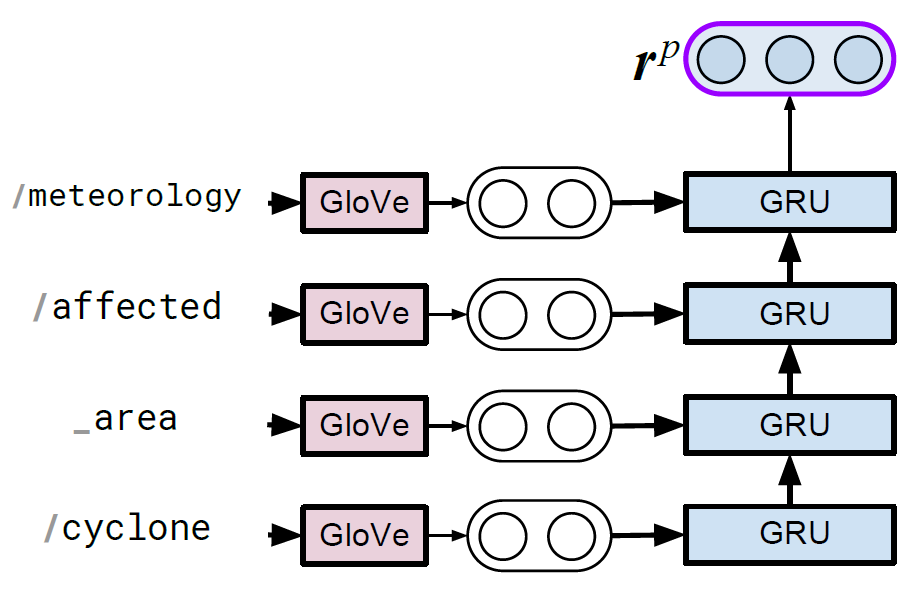 r^p
/meteorology GloVe GRU
/affected GloVe GRU
_area GloVe GRU
/cyclone GloVe GRU